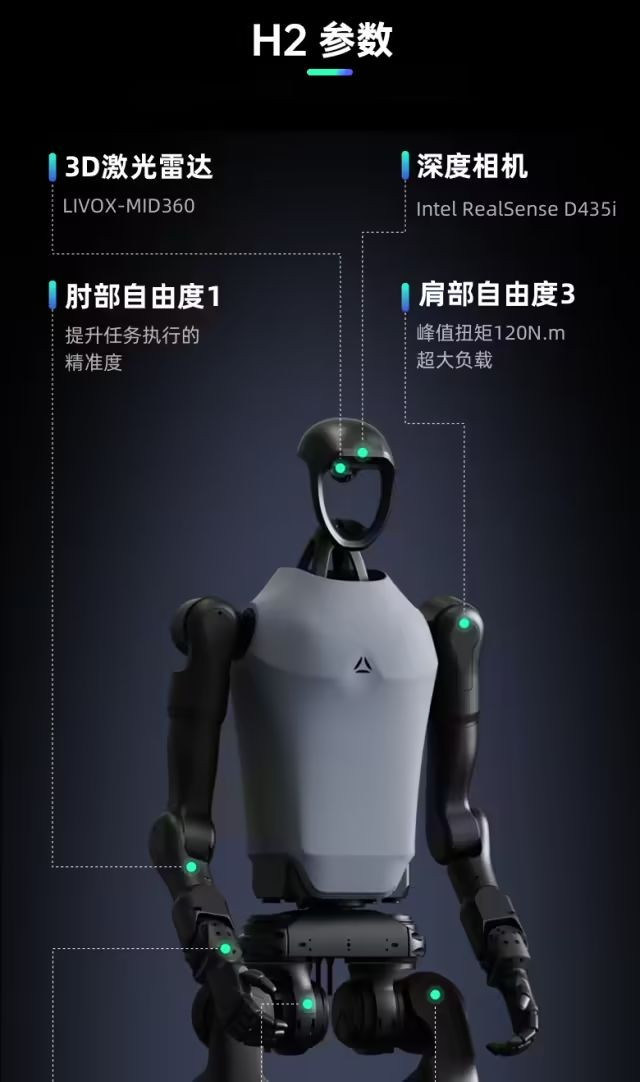 H2 参数
3D激光雷达
LIVOX-MID360
深度相机
Intel RealSense D435i
肘部自由度1
提升任务执行的
精准度
肩部自由度3
峰值扭矩120N.m
超大负载